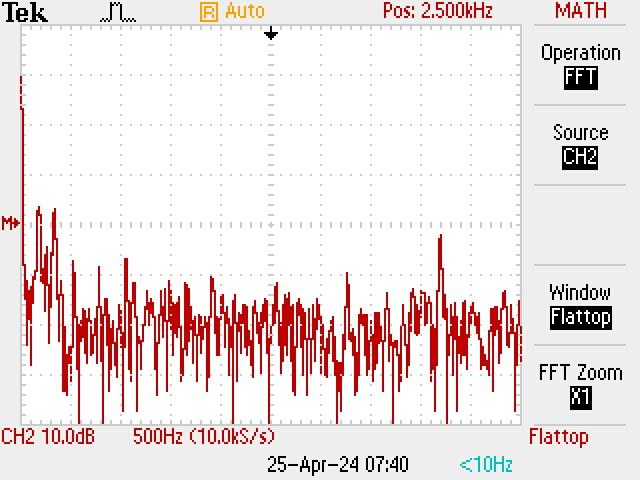 Tek R Auto Pos: 2.500kHz MATH
Operation
FFT
Source
CH2
M
Window
Flattop
FFT Zoom
X1
CH2 10.0dB 500Hz (10.0kS/s) Flattop
25-Apr-24 07:40 <10Hz